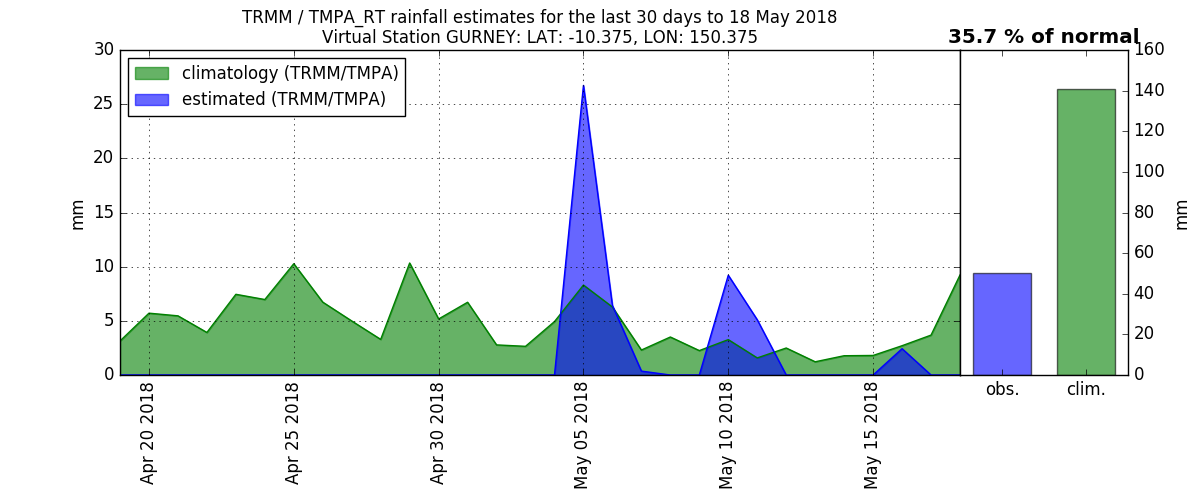 TRMM / TMPA_RT rainfall estimates for the last 30 days to 18 May 2018
Virtual Station GURNEY: LAT: -10.375, LON: 150.375
35.7 % of normal
climatology (TRMM/TMPA)
estimated (TRMM/TMPA)
30
25
20
15
10
5
0
mm
Apr 20 2018
Apr 25 2018
Apr 30 2018
May 05 2018
May 10 2018
May 15 2018
160
140
120
100
80
60
40
20
0
mm
obs.
clim.